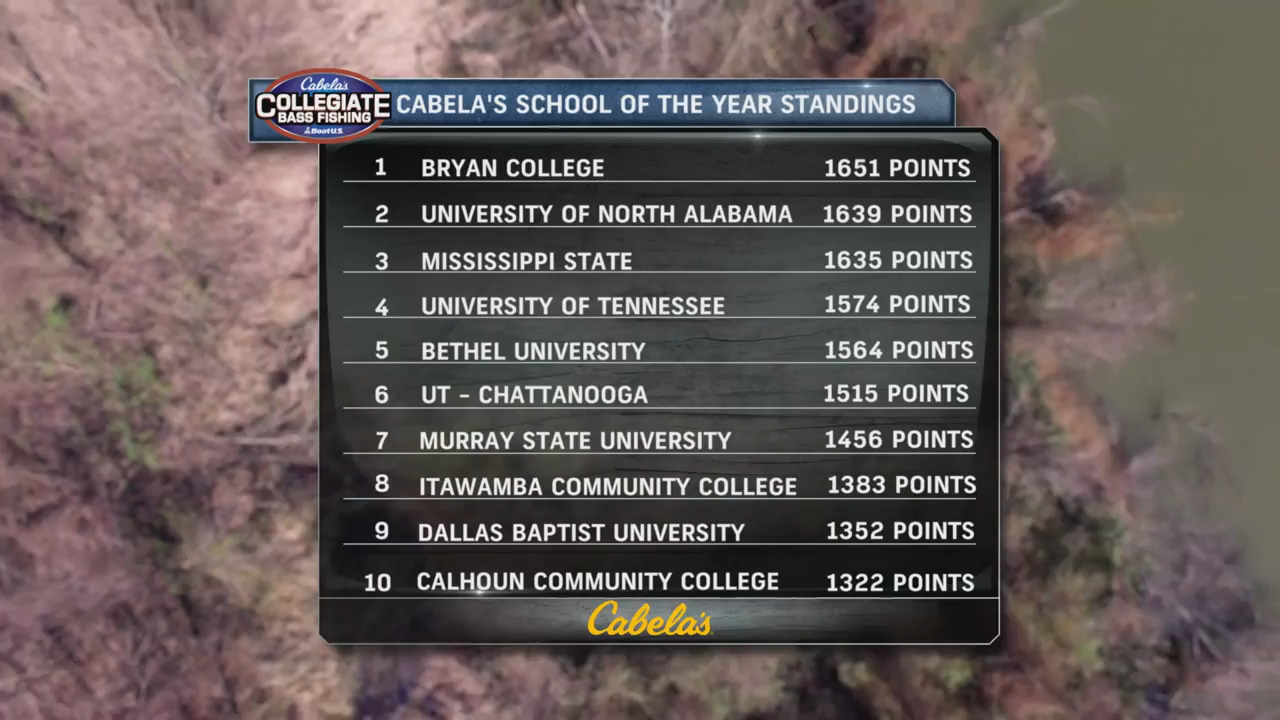 Cabela's
COLLEGIATE
BASS FISHING
BoatU.S.
CABELA'S SCHOOL OF THE YEAR STANDINGS
1 BRYAN COLLEGE 1651 POINTS
2 UNIVERSITY OF NORTH ALABAMA 1639 POINTS
3 MISSISSIPPI STATE 1635 POINTS
4 UNIVERSITY OF TENNESSEE 1574 POINTS
5 BETHEL UNIVERSITY 1564 POINTS
6 UT - CHATTANOOGA 1515 POINTS
7 MURRAY STATE UNIVERSITY 1456 POINTS
8 ITAWAMBA COMMUNITY COLLEGE 1383 POINTS
9 DALLAS BAPTIST UNIVERSITY 1352 POINTS
10 CALHOUN COMMUNITY COLLEGE 1322 POINTS
Cabela's